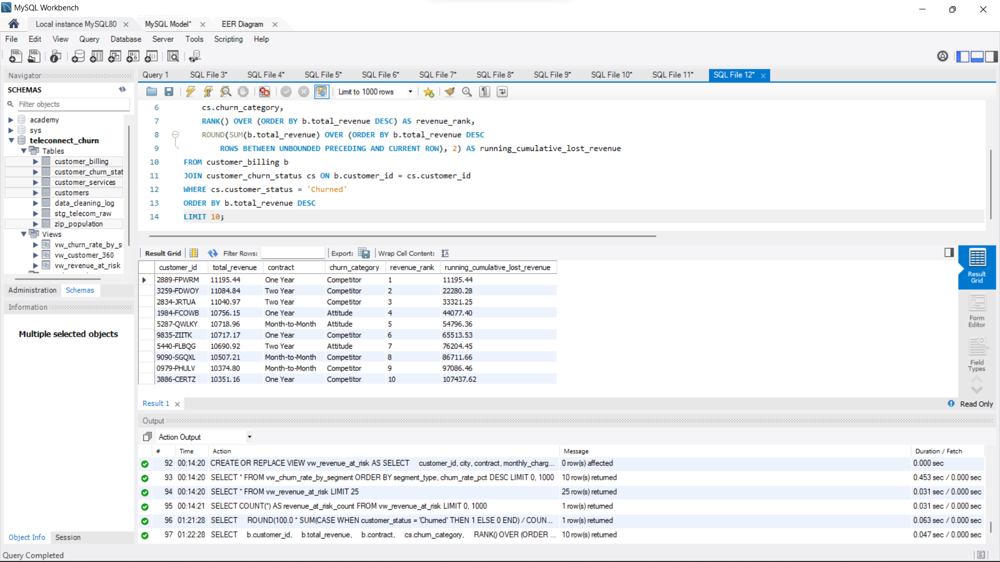 MySQL Workbench
Local instance MySQL80
MySQL Model*
EER Diagram
File Edit View Query Database Server Tools Scripting Help
Navigator
SCHEMAS
Filter objects
academy
sys
teleconnect_churn
Tables
customer_billing
customer_churn_stat
customer_services
customers
data_cleaning_log
stg_telecom_raw
zip_population
Views
vw_churn_rate_by_s
vw_customer_360
vw_revenue_at_risk
Administration Schemas
Information
Multiple selected objects
Object Info Session
Query 1 SQL File 3* SQL File 4* SQL File 5* SQL File 6* SQL File 7* SQL File 8* SQL File 9* SQL File 10* SQL File 11* SQL File 12*
Limit to 1000 rows
6 cs.churn_category,
7 RANK() OVER (ORDER BY b.total_revenue DESC) AS revenue_rank,
8 ROUND(SUM(b.total_revenue) OVER (ORDER BY b.total_revenue DESC
9 ROWS BETWEEN UNBOUNDED PRECEDING AND CURRENT ROW), 2) AS running_cumulative_lost_revenue
10 FROM customer_billing b
11 JOIN customer_churn_status cs ON b.customer_id = cs.customer_id
12 WHERE cs.customer_status = 'Churned'
13 ORDER BY b.total_revenue DESC
14 LIMIT 10;
Result Grid Filter Rows: Export: Wrap Cell Content:
customer_id total_revenue contract churn_category revenue_rank running_cumulative_lost_revenue
2889-FPWRM 11195.44 One Year Competitor 1 11195.44
3259-FDWOY 11084.84 Two Year Competitor 2 22280.28
2834-JRTUA 11040.97 Two Year Competitor 3 33321.25
1984-FCOWB 10756.15 One Year Attitude 4 44077.40
5287-QWLKY 10718.96 Month-to-Month Attitude 5 54796.36
9835-ZIITK 10717.17 One Year Competitor 6 65513.53
5440-FLBQG 10690.92 Two Year Attitude 7 76204.45
9090-SGQXL 10507.21 Month-to-Month Competitor 8 86711.66
0979-PHULV 10374.80 Month-to-Month Competitor 9 97086.46
3886-CERTZ 10351.16 One Year Competitor 10 107437.62
Result Grid
Form Editor
Field Types
Result 1
Read Only
Output
Action Output
# Time Action Message Duration / Fetch
92 00:14:20 CREATE OR REPLACE VIEW vw_revenue_at_risk AS SELECT customer_id, city, contract, monthly_charg... 0 row(s) affected 0.000 sec
93 00:14:20 SELECT * FROM vw_churn_rate_by_segment ORDER BY segment_type, churn_rate_pct DESC LIMIT 0, 1000 10 row(s) returned 0.453 sec / 0.000 sec
94 00:14:20 SELECT * FROM vw_revenue_at_risk LIMIT 25 25 row(s) returned 0.031 sec / 0.000 sec
95 00:14:21 SELECT COUNT(*) AS revenue_at_risk_count FROM vw_revenue_at_risk LIMIT 0, 1000 1 row(s) returned 0.031 sec / 0.000 sec
96 01:21:28 SELECT ROUND(100.0 * SUM(CASE WHEN customer_status = 'Churned' THEN 1 ELSE 0 END) / COUN... 1 row(s) returned 0.063 sec / 0.000 sec
97 01:22:28 SELECT b.customer_id, b.total_revenue, b.contract, cs.churn_category, RANK() OVER (ORDER ... 10 row(s) returned 0.047 sec / 0.000 sec
Query Completed